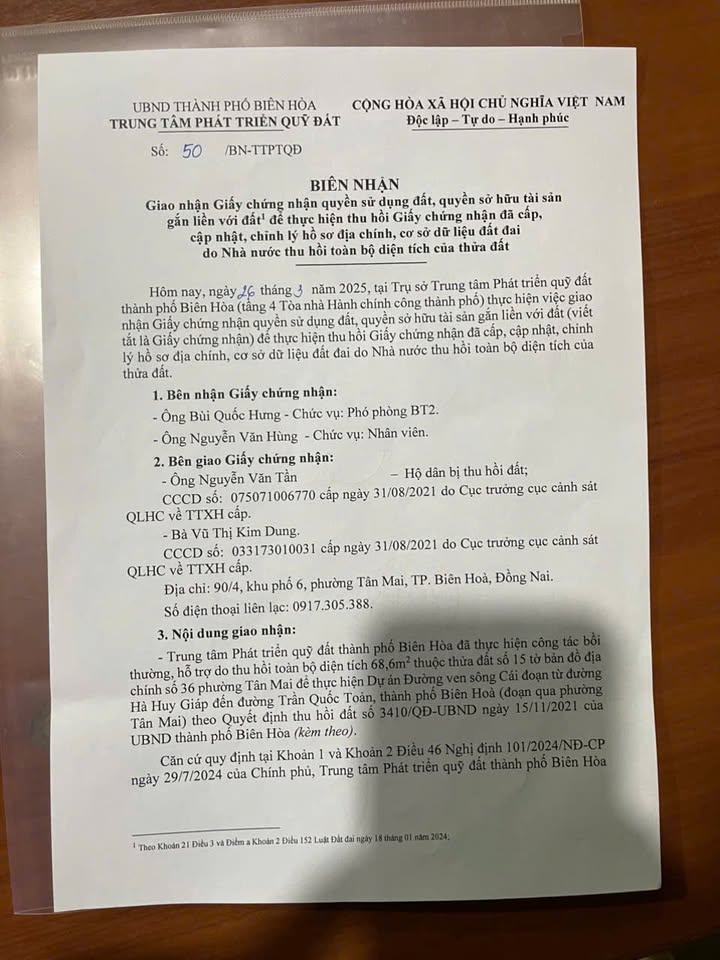 UBND THÀNH PHỐ BIÊN HÒA
TRUNG TÂM PHÁT TRIỂN QUỸ ĐẤT
Số: 50 /BN-TTPTQĐ
CỘNG HÒA XÃ HỘI CHỦ NGHĨA VIỆT NAM
Độc lập – Tự do – Hạnh phúc
BIÊN NHẬN
Giao nhận Giấy chứng nhận quyền sử dụng đất, quyền sở hữu tài sản
gắn liền với đất¹ để thực hiện thu hồi Giấy chứng nhận đã cấp,
cập nhật, chỉnh lý hồ sơ địa chính, cơ sở dữ liệu đất đai
do Nhà nước thu hồi toàn bộ diện tích của thửa đất
Hôm nay, ngày 26 tháng 3 năm 2025, tại Trụ sở Trung tâm Phát triển quỹ đất
thành phố Biên Hòa (tầng 4 Tòa nhà Hành chính công thành phố) thực hiện việc giao
nhận Giấy chứng nhận quyền sử dụng đất, quyền sở hữu tài sản gắn liền với đất (viết
tắt là Giấy chứng nhận) để thực hiện thu hồi Giấy chứng nhận đã cấp, cập nhật, chỉnh
lý hồ sơ địa chính, cơ sở dữ liệu đất đai do Nhà nước thu hồi toàn bộ diện tích của
thửa đất.
1. Bên nhận Giấy chứng nhận:
- Ông Bùi Quốc Hưng - Chức vụ: Phó phòng BT2.
- Ông Nguyễn Văn Hùng - Chức vụ: Nhân viên.
2. Bên giao Giấy chứng nhận:
- Ông Nguyễn Văn Tần – Hộ dân bị thu hồi đất;
CCCD số: 075071006770 cấp ngày 31/08/2021 do Cục trưởng cục cảnh sát
QLHC về TTXH cấp.
- Bà Vũ Thị Kim Dung.
CCCD số: 033173010031 cấp ngày 31/08/2021 do Cục trưởng cục cảnh sát
QLHC về TTXH cấp.
Địa chỉ: 90/4, khu phố 6, phường Tân Mai, TP. Biên Hoà, Đồng Nai.
Số điện thoại liên lạc: 0917.305.388.
3. Nội dung giao nhận:
- Trung tâm Phát triển quỹ đất thành phố Biên Hòa đã thực hiện công tác bồi
thường, hỗ trợ do thu hồi toàn bộ diện tích 68,6m² thuộc thửa đất số 15 tờ bản đồ địa
chính số 36 phường Tân Mai để thực hiện Dự án Đường ven sông Cái đoạn từ đường
Hà Huy Giáp đến đường Trần Quốc Toản, thành phố Biên Hoà (đoạn qua phường
Tân Mai) theo Quyết định thu hồi đất số 3410/QĐ-UBND ngày 15/11/2021 của
UBND thành phố Biên Hòa (kèm theo).
Căn cứ quy định tại Khoản 1 và Khoản 2 Điều 46 Nghị định 101/2024/NĐ-CP
ngày 29/7/2024 của Chính phủ, Trung tâm Phát triển quỹ đất thành phố Biên Hòa
¹ Theo Khoản 21 Điều 3 và Điểm a Khoản 2 Điều 152 Luật Đất đai ngày 18 tháng 01 năm 2024;